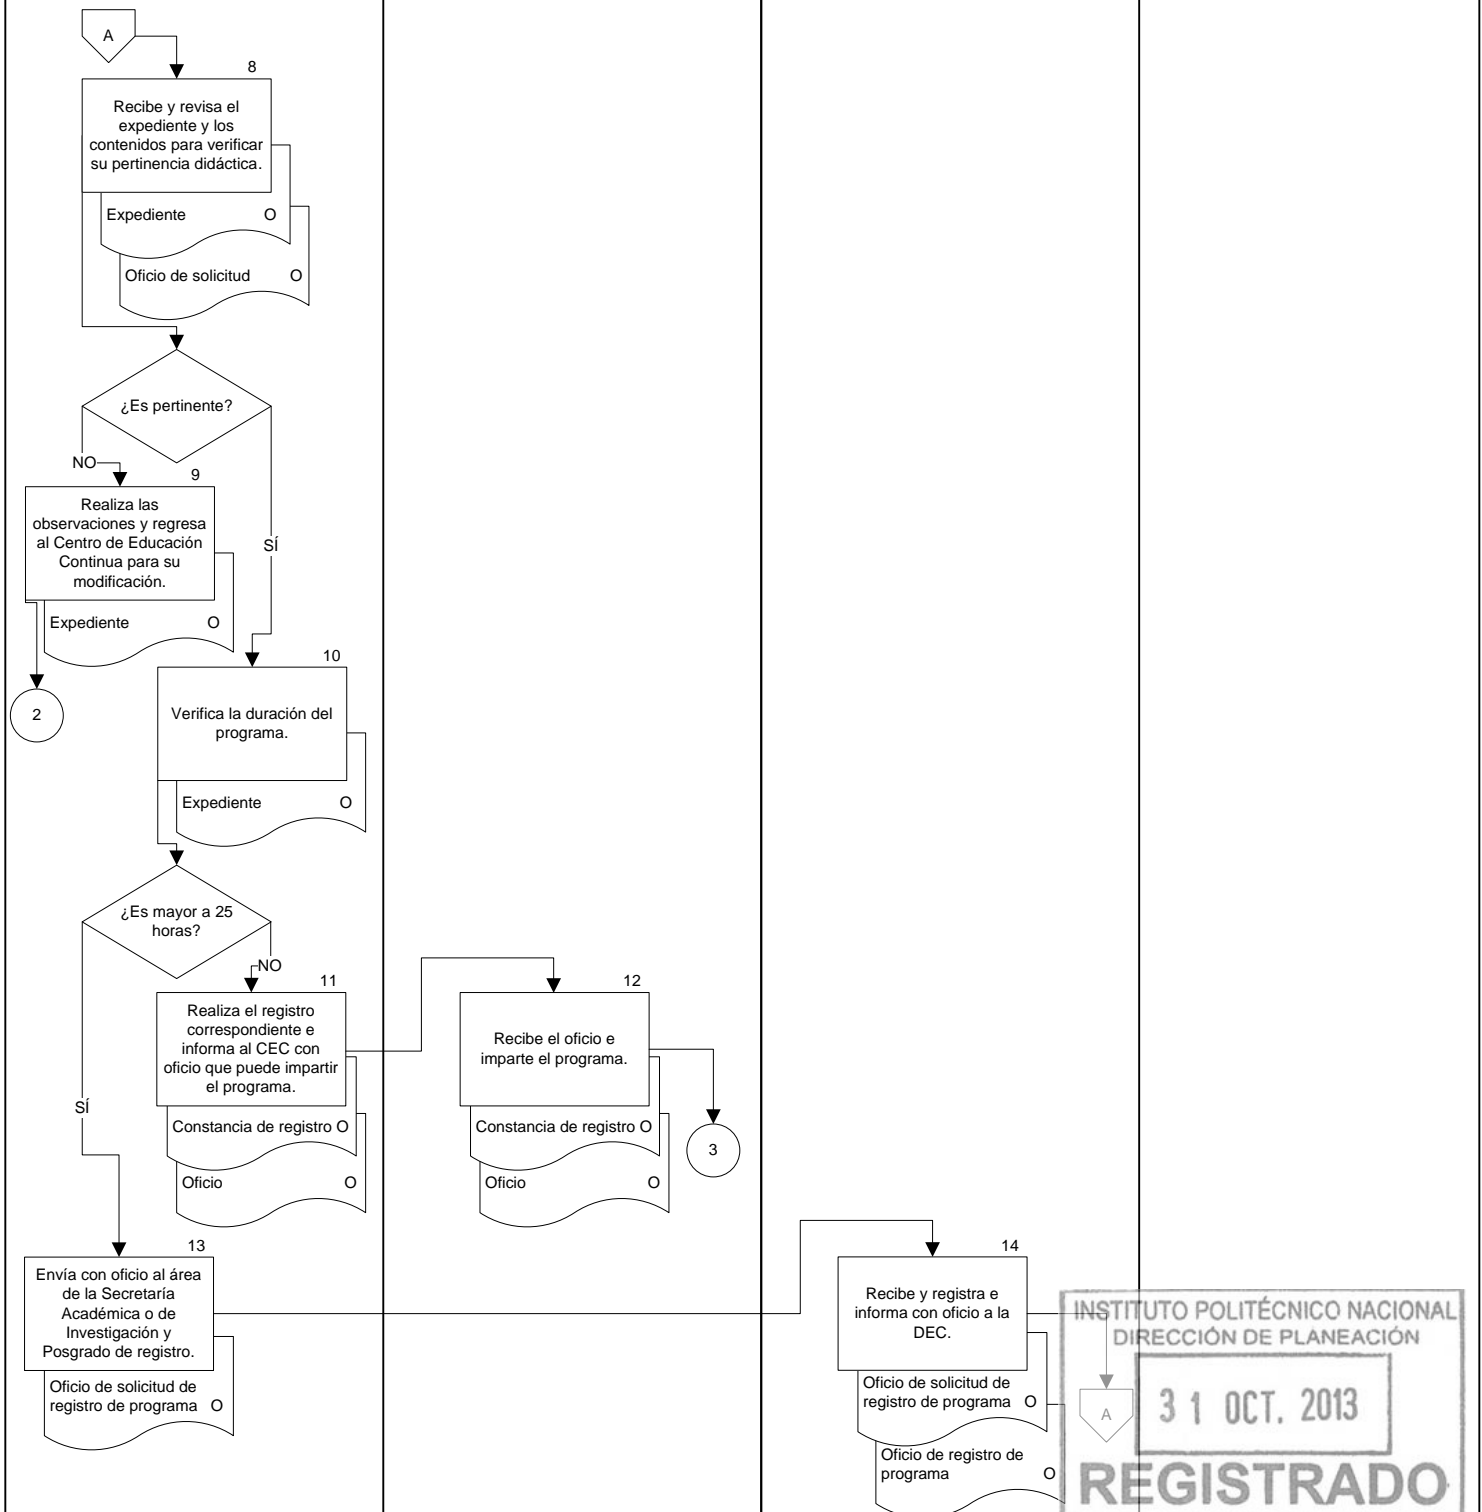 A
8
Recibe y revisa el
expediente y los
contenidos para verificar
su pertinencia didáctica.
Expediente O
Oficio de solicitud O
¿Es pertinente?
NO
SÍ
9
Realiza las
observaciones y regresa
al Centro de Educación
Continua para su
modificación.
Expediente O
2
10
Verifica la duración del
programa.
Expediente O
¿Es mayor a 25
horas?
NO
SÍ
11
Realiza el registro
correspondiente e
informa al CEC con
oficio que puede impartir
el programa.
Constancia de registro O
Oficio O
12
Recibe el oficio e
imparte el programa.
Constancia de registro O
Oficio O
3
13
Envía con oficio al área
de la Secretaría
Académica o de
Investigación y
Posgrado de registro.
Oficio de solicitud de
registro de programa O
14
Recibe y registra e
informa con oficio a la
DEC.
Oficio de solicitud de
registro de programa O
Oficio de registro de
programa O
A
INSTITUTO POLITÉCNICO NACIONAL
DIRECCIÓN DE PLANEACIÓN
31 OCT. 2013
REGISTRADO